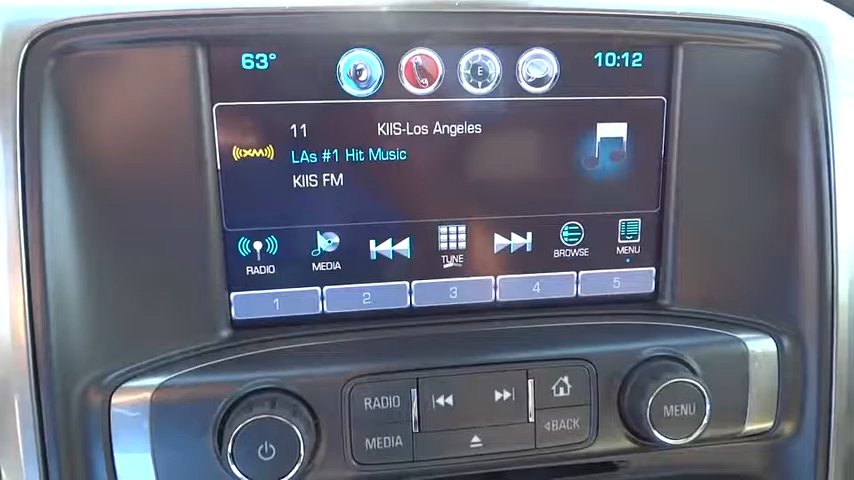 63°
E
10:12
11 KIIS-Los Angeles
((XM))
LAs #1 Hit Music
KIIS FM
RADIO
MEDIA
TUNE
BROWSE
MENU
1 2 3 4 5
RADIO
MEDIA
BACK
MENU